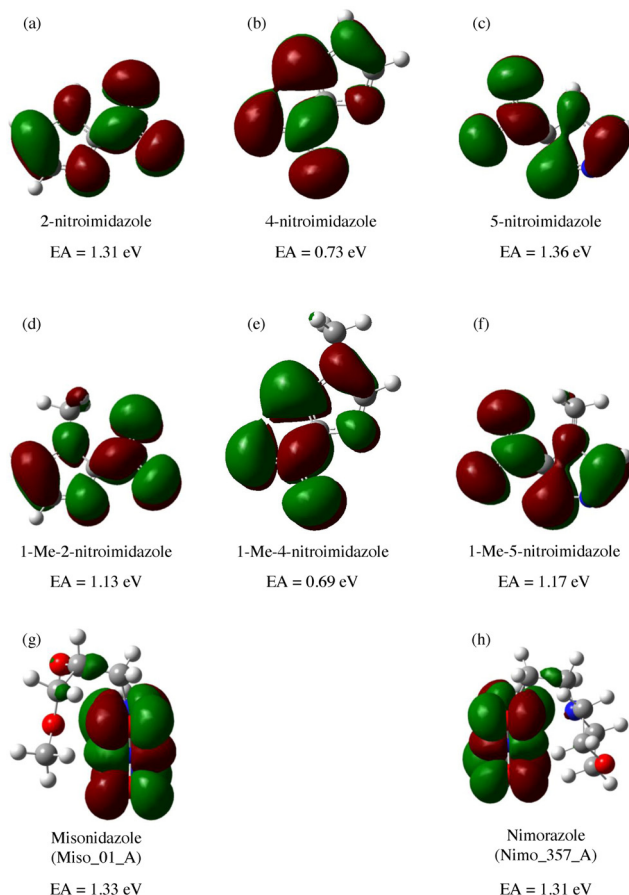 (a) (b) (c)
2-nitroimidazole 4-nitroimidazole 5-nitroimidazole
EA = 1.31 eV EA = 0.73 eV EA = 1.36 eV
(d) (e) (f)
1-Me-2-nitroimidazole 1-Me-4-nitroimidazole 1-Me-5-nitroimidazole
EA = 1.13 eV EA = 0.69 eV EA = 1.17 eV
(g) (h)
Misonidazole Nimorazole
(Miso_01_A) (Nimo_357_A)
EA = 1.33 eV EA = 1.31 eV